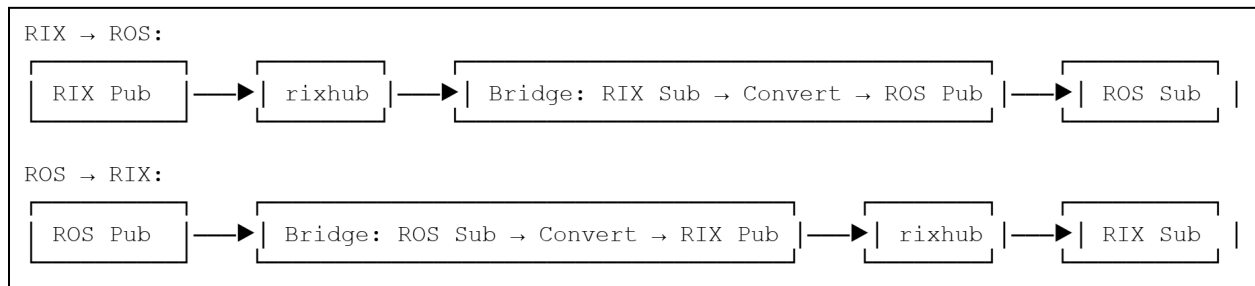 RIX → ROS:
RIX Pub rixhub Bridge: RIX Sub → Convert → ROS Pub ROS Sub
ROS → RIX:
ROS Pub Bridge: ROS Sub → Convert → RIX Pub rixhub RIX Sub